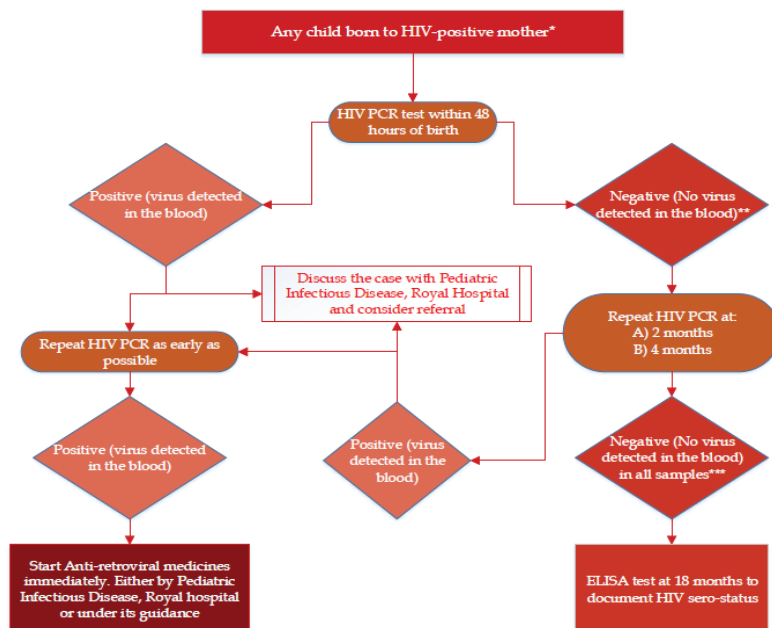 Any child born to HIV-positive mother*
HIV PCR test within 48
hours of birth
Positive (virus detected
in the blood)
Negative (No virus
detected in the blood)**
Discuss the case with Pediatric
Infectious Disease, Royal Hospital
and consider referral
Repeat HIV PCR as early as
possible
Repeat HIV PCR at:
A) 2 months
B) 4 months
Positive (virus detected
in the blood)
Positive (virus
detected in the
blood)
Negative (No virus
detected in the blood)
in all samples***
Start Anti-retroviral medicines
immediately. Either by Pediatric
Infectious Disease, Royal hospital
or under its guidance
ELISA test at 18 months to
document HIV sero-status